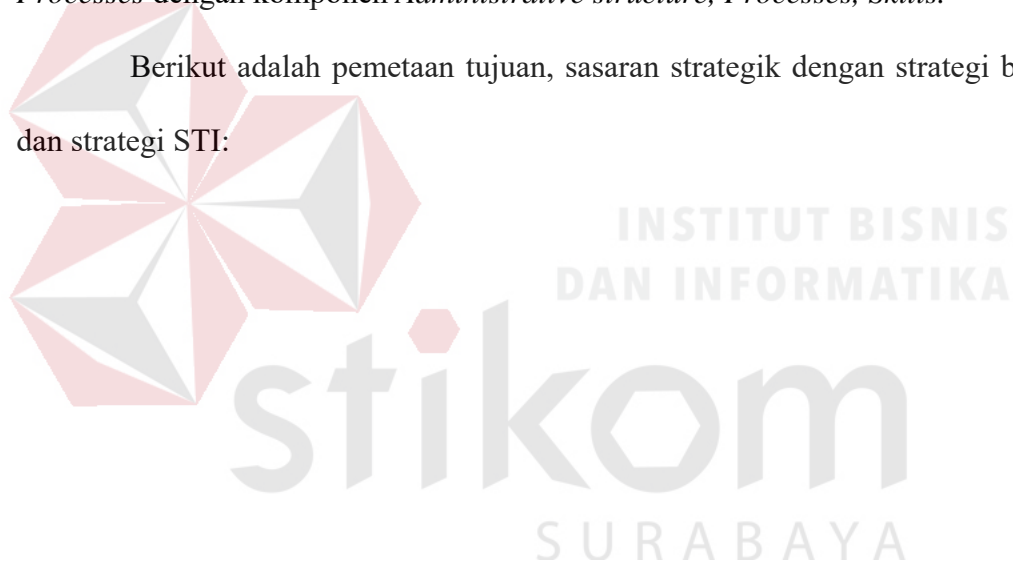 Processes dengan komponen Administrative structure, Processes, Skills.
Berikut adalah pemetaan tujuan, sasaran strategik dengan strategi
dan strategi STI:
INSTITUT BISNIS
DAN INFORMATIKA
stikom
SURABAYA